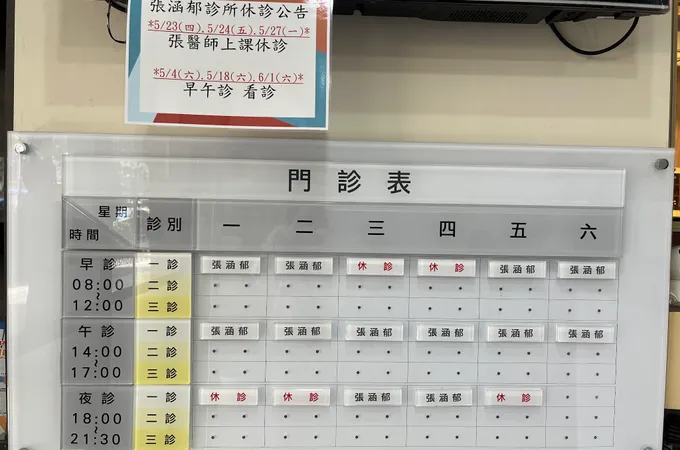 張涵郁診所休診公告
*5/23(四).5/24(五).5/27(一)*
張醫師上課休診
*5/4(六).5/18(六).6/1(六)*
早午診 看診
門診表
星期 時間 診別 一 二 三 四 五 六
早診 08:00~12:00
一診 張涵郁 張涵郁 休診 休診 張涵郁 張涵郁
二診
三診
午診 14:00~17:00
一診 張涵郁 張涵郁 張涵郁 張涵郁 張涵郁 張涵郁
二診
三診
夜診 18:00~21:30
一診 休診 休診 張涵郁 張涵郁 休診
二診
三診